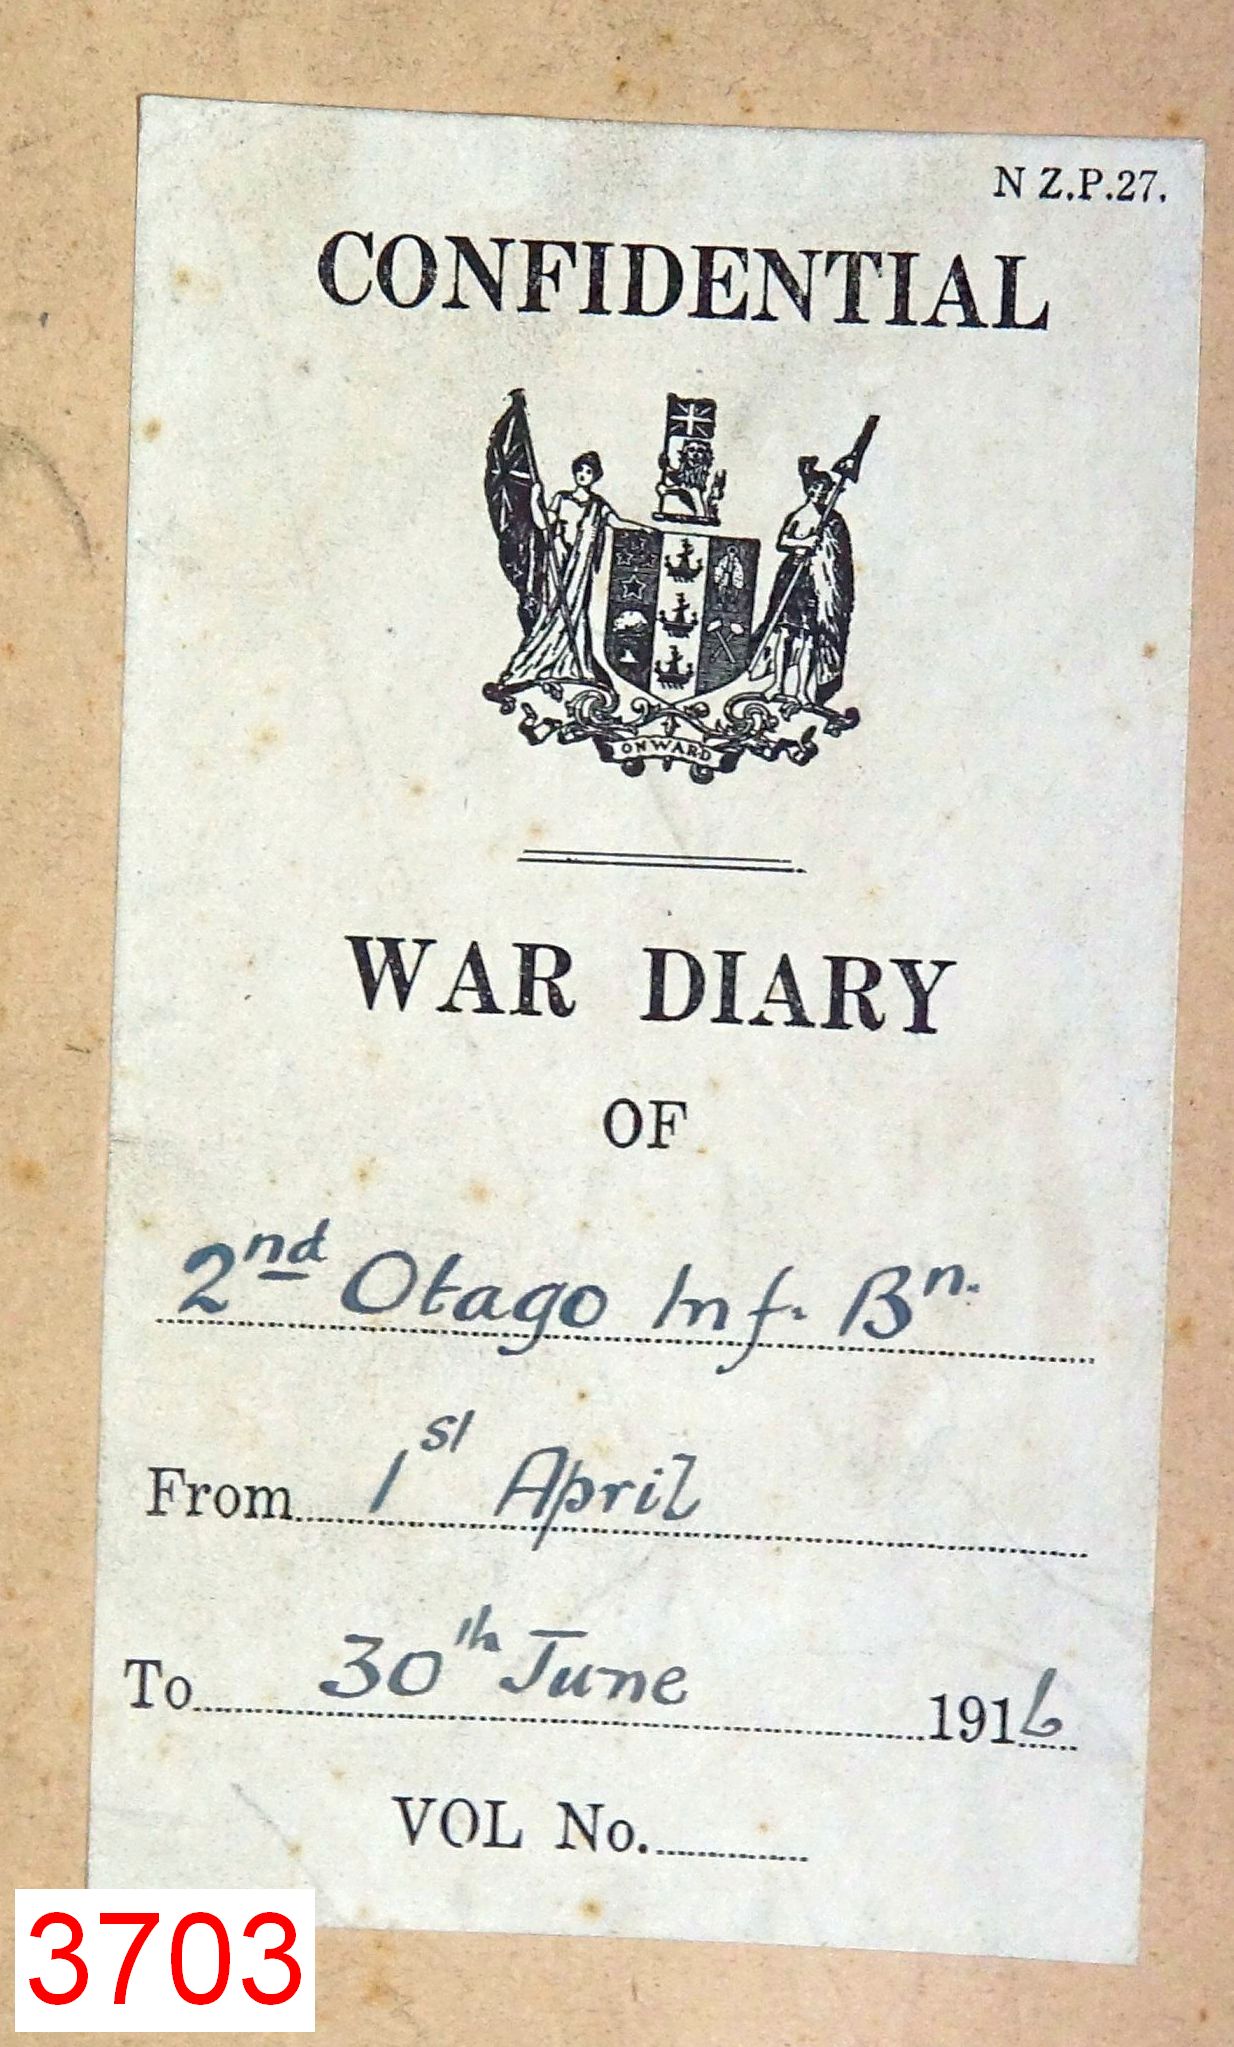 N Z.P.27.
CONFIDENTIAL
ONWARD
WAR DIARY
OF
2nd Otago Inf. Bn.
From 1st April
To 30th June 1916
VOL No.
3703